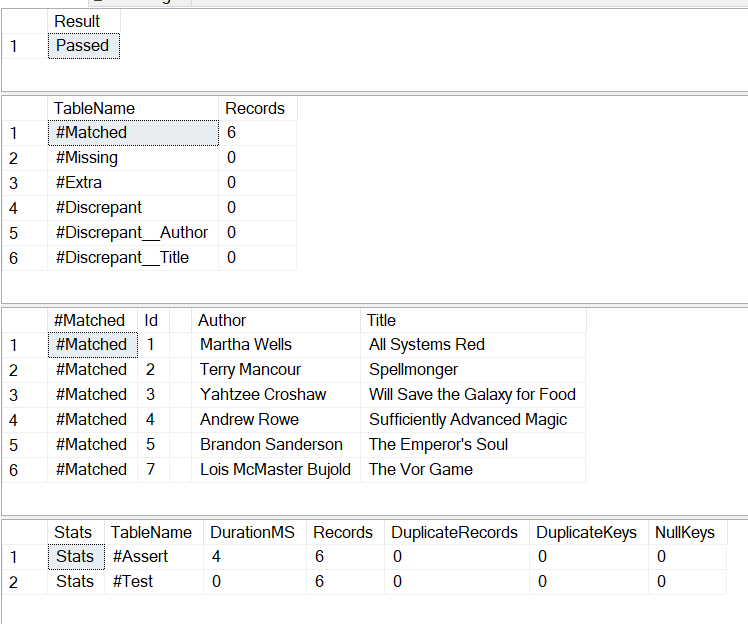 Result
1 Passed
TableName Records
1 #Matched 6
2 #Missing 0
3 #Extra 0
4 #Discrepant 0
5 #Discrepant__Author 0
6 #Discrepant__Title 0
#Matched Id Author Title
1 #Matched 1 Martha Wells All Systems Red
2 #Matched 2 Terry Mancour Spellmonger
3 #Matched 3 Yahtzee Croshaw Will Save the Galaxy for Food
4 #Matched 4 Andrew Rowe Sufficiently Advanced Magic
5 #Matched 5 Brandon Sanderson The Emperor's Soul
6 #Matched 7 Lois McMaster Bujold The Vor Game
Stats TableName DurationMS Records DuplicateRecords DuplicateKeys NullKeys
1 Stats #Assert 4 6 0 0 0
2 Stats #Test 0 6 0 0 0